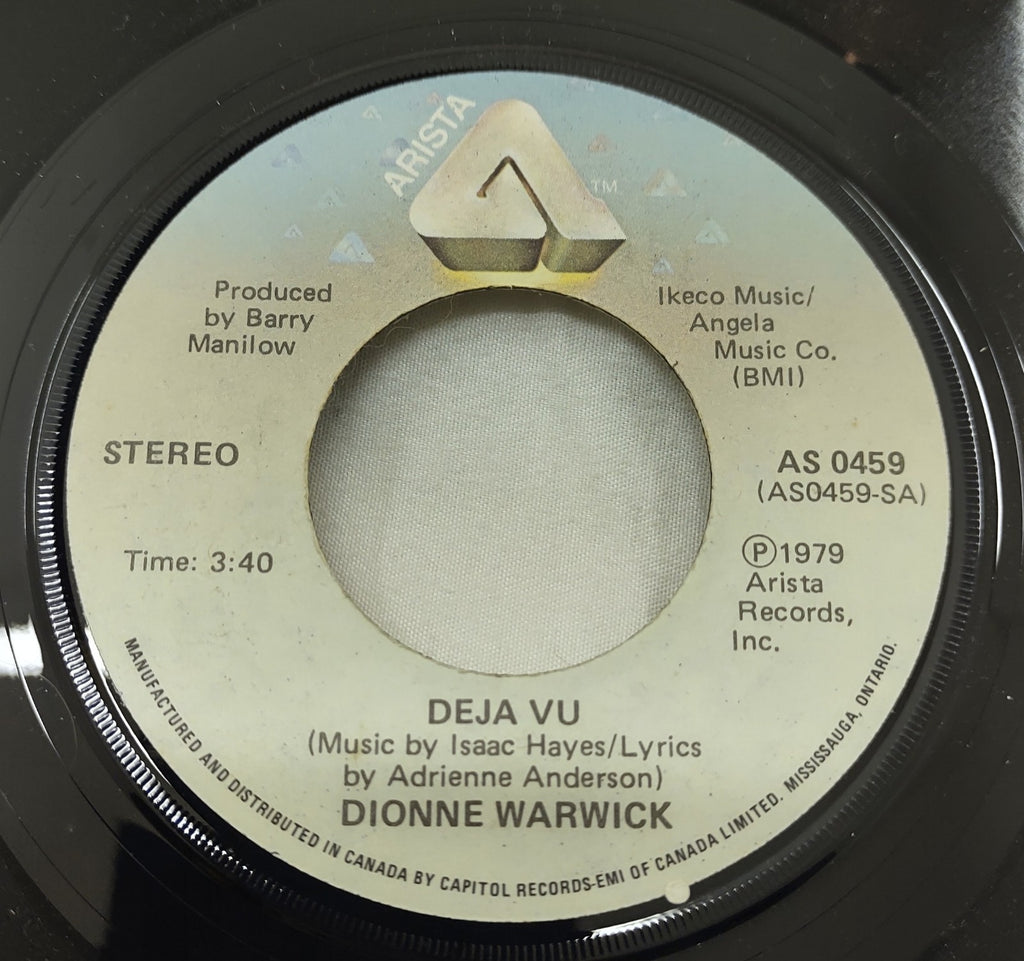 ARISTA
TM
Produced
by Barry
Manilow
Ikeco Music/
Angela
Music Co.
(BMI)
STEREO
AS 0459
(AS0459-SA)
Time: 3:40
Ⓟ1979
Arista
Records,
Inc.
DEJA VU
(Music by Isaac Hayes/Lyrics
by Adrienne Anderson)
DIONNE WARWICK
MANUFACTURED AND DISTRIBUTED IN CANADA BY CAPITOL RECORDS-EMI OF CANADA LIMITED. MISSISSAUGA, ONTARIO.